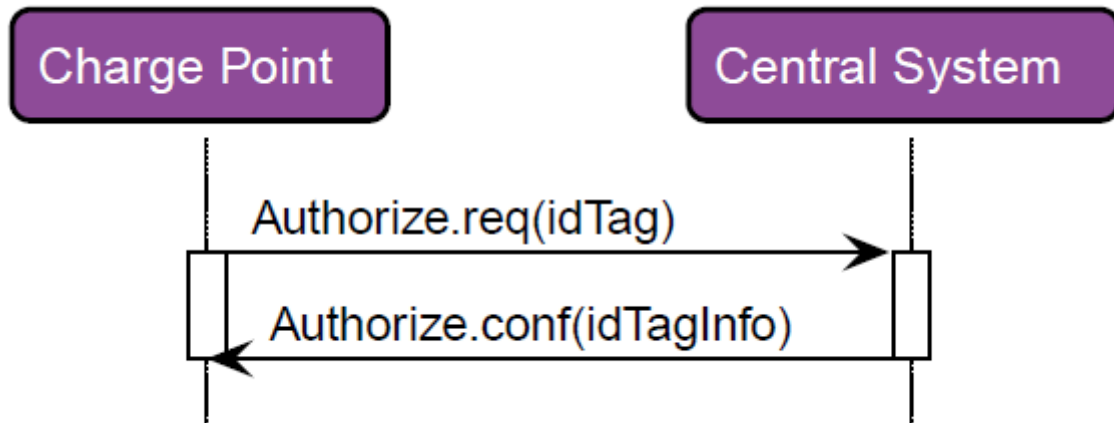 Charge Point
Central System
Authorize.req(idTag)
Authorize.conf(idTagInfo)